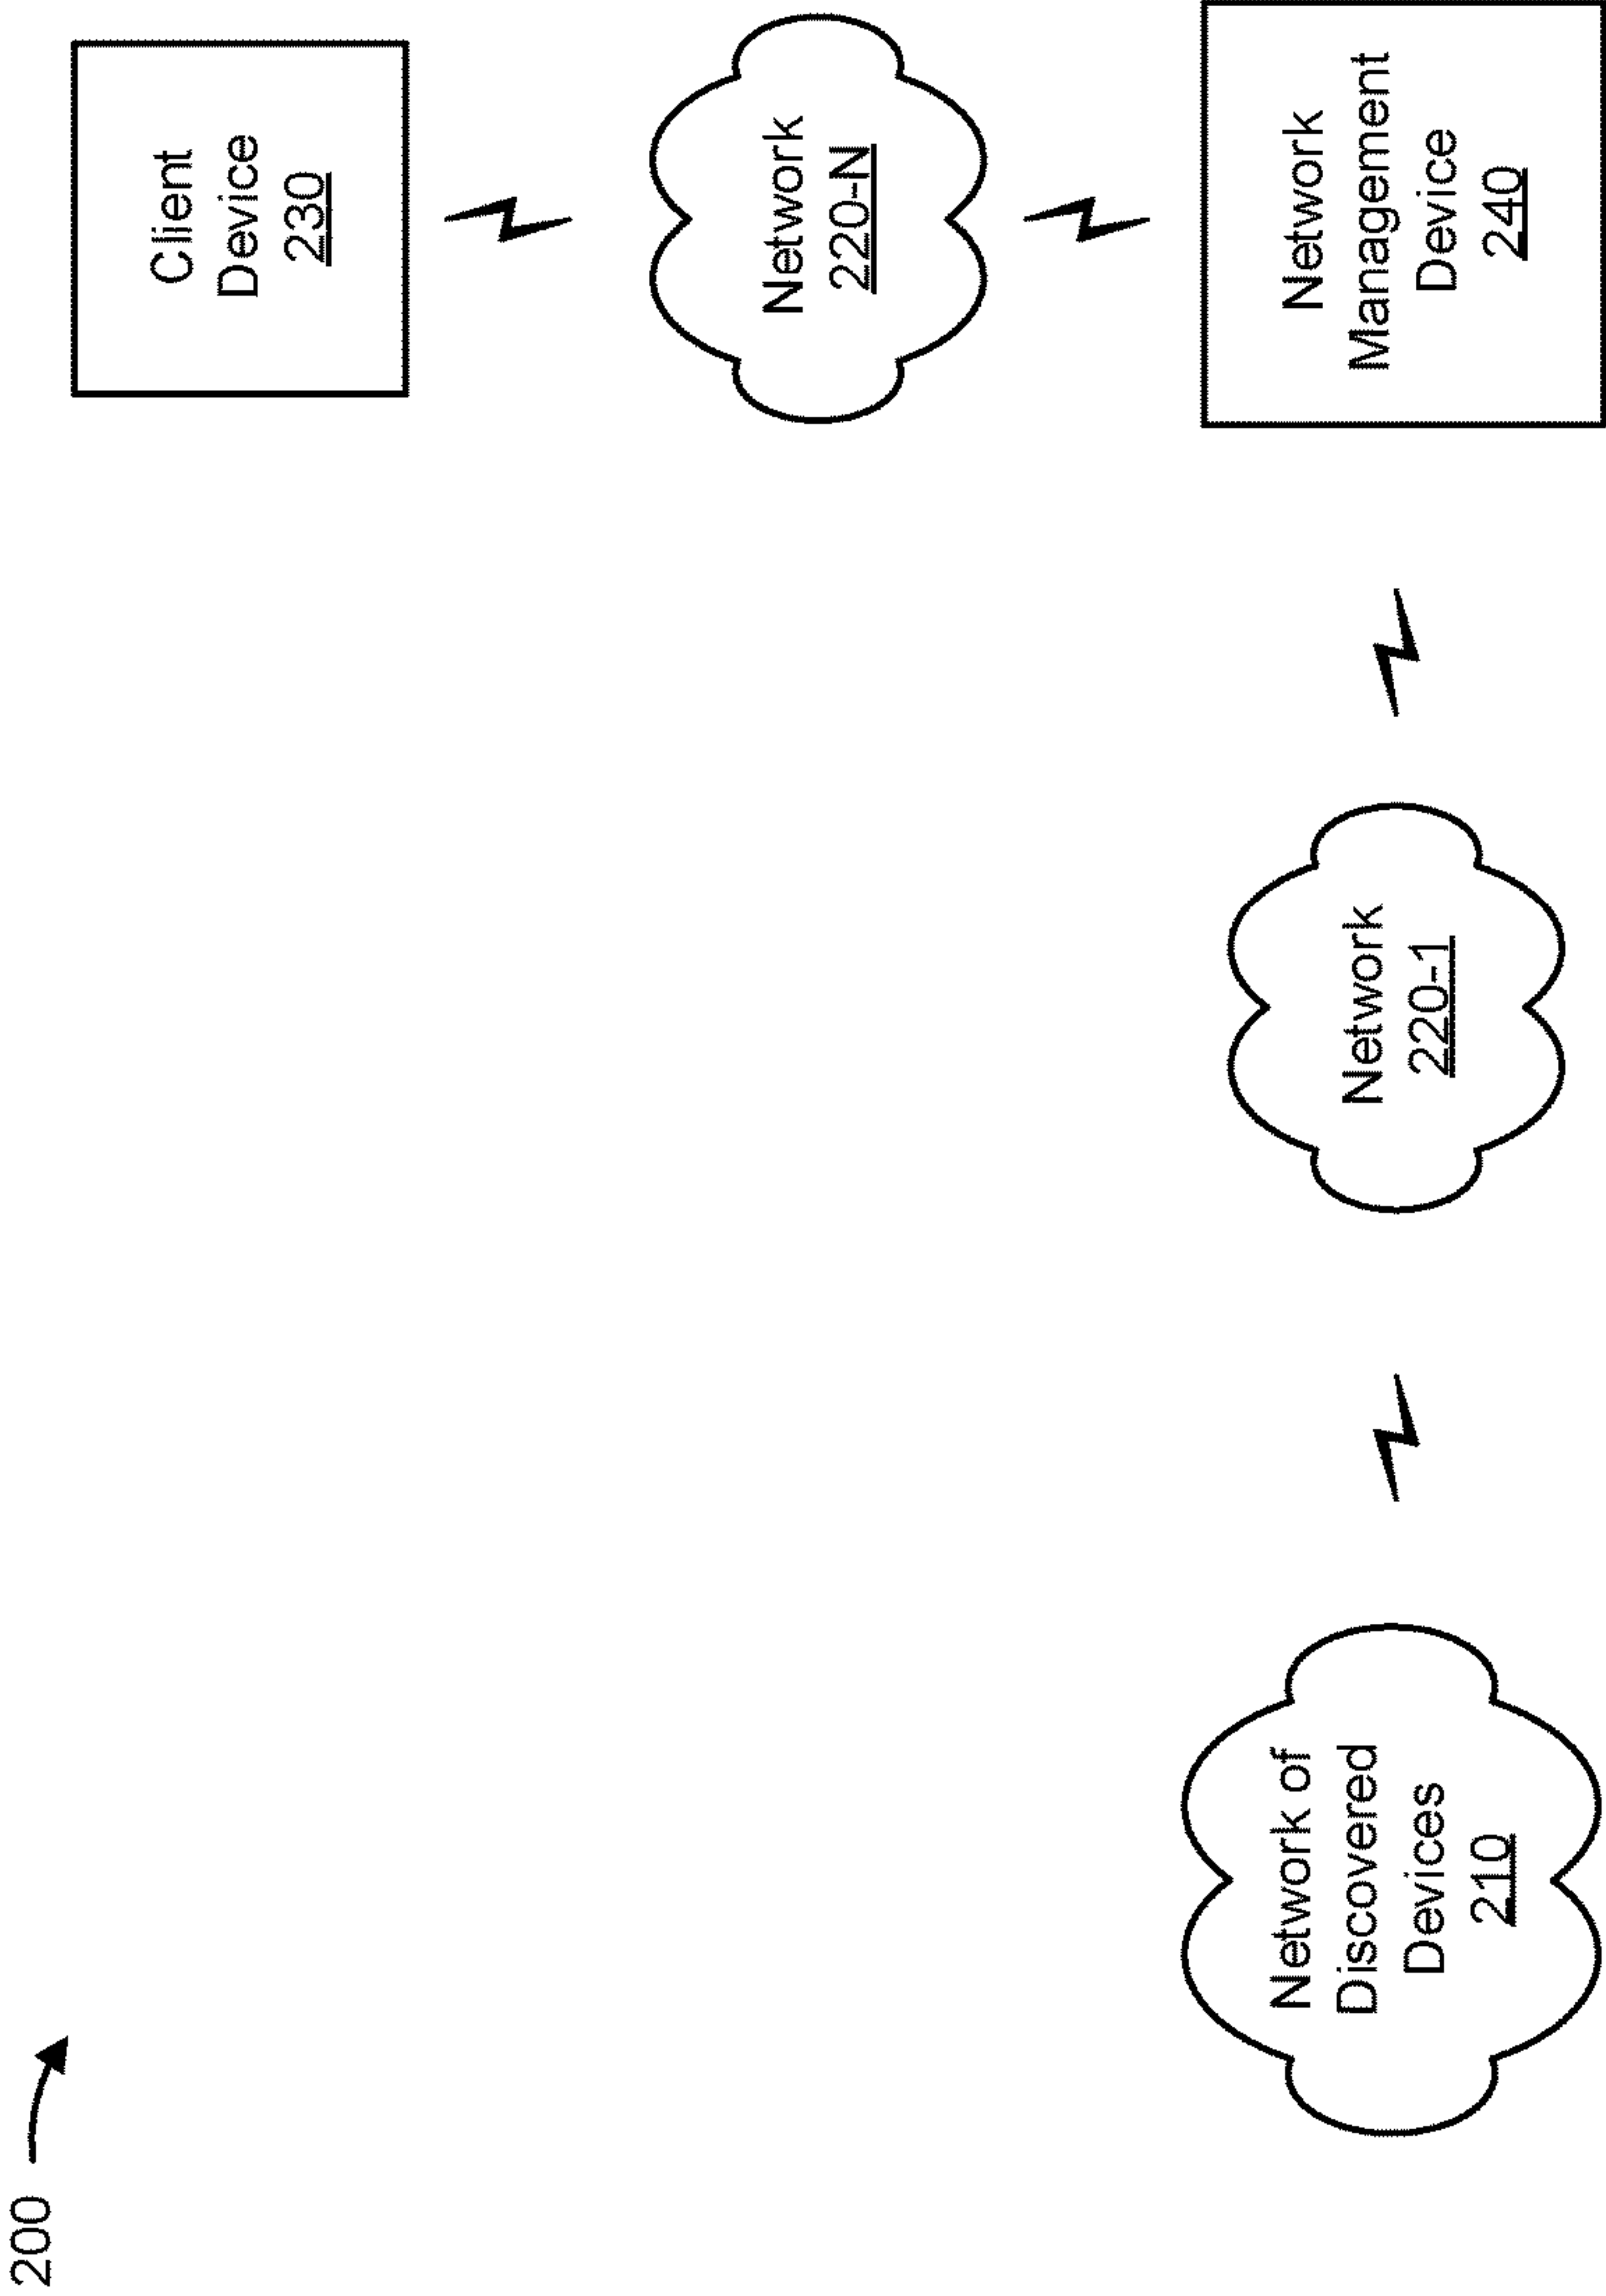 200
Client
Device
230
Network
220-N
Network of
Discovered
Devices
210
Network
220-1
Network
Management
Device
240